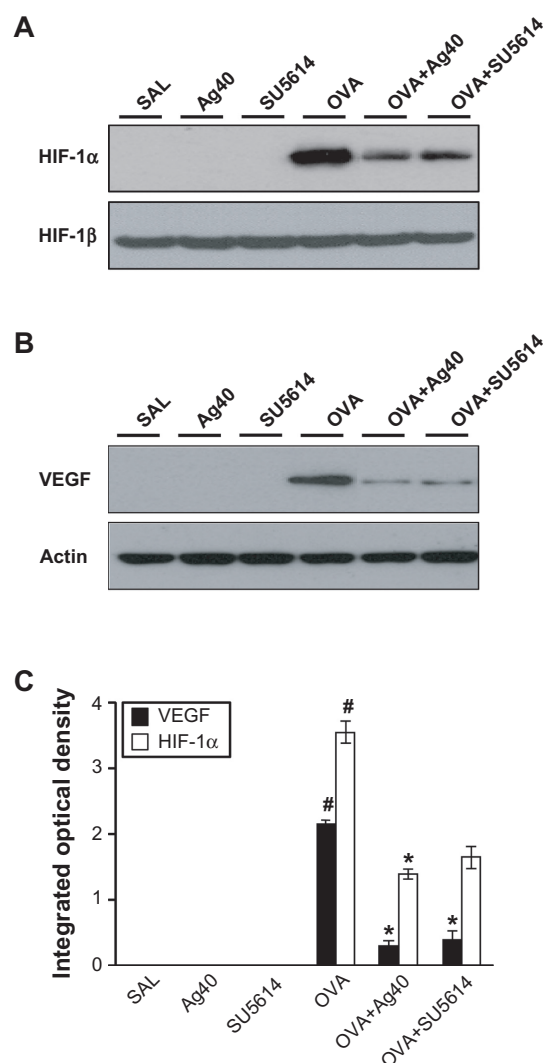 A
SAL Ag40 SU5614 OVA OVA+Ag40 OVA+SU5614
HIF-1α
HIF-1β
B
SAL Ag40 SU5614 OVA OVA+Ag40 OVA+SU5614
VEGF
Actin
C
Integrated optical density
4
3
2
1
0
VEGF
HIF-1α
# #
* *
*
SAL Ag40 SU5614 OVA OVA+Ag40 OVA+SU5614